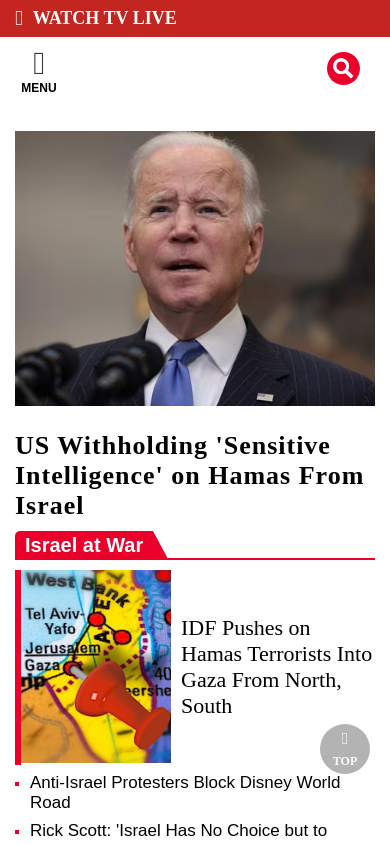 WATCH TV LIVE
MENU
US Withholding 'Sensitive
Intelligence' on Hamas From
Israel
Israel at War
West Bank
Tel Aviv-
Yafo
Jerusalem
Gaza
40
eershe
IDF Pushes on
Hamas Terrorists Into
Gaza From North,
South
TOP
Anti-Israel Protesters Block Disney World
Road
Rick Scott: 'Israel Has No Choice but to